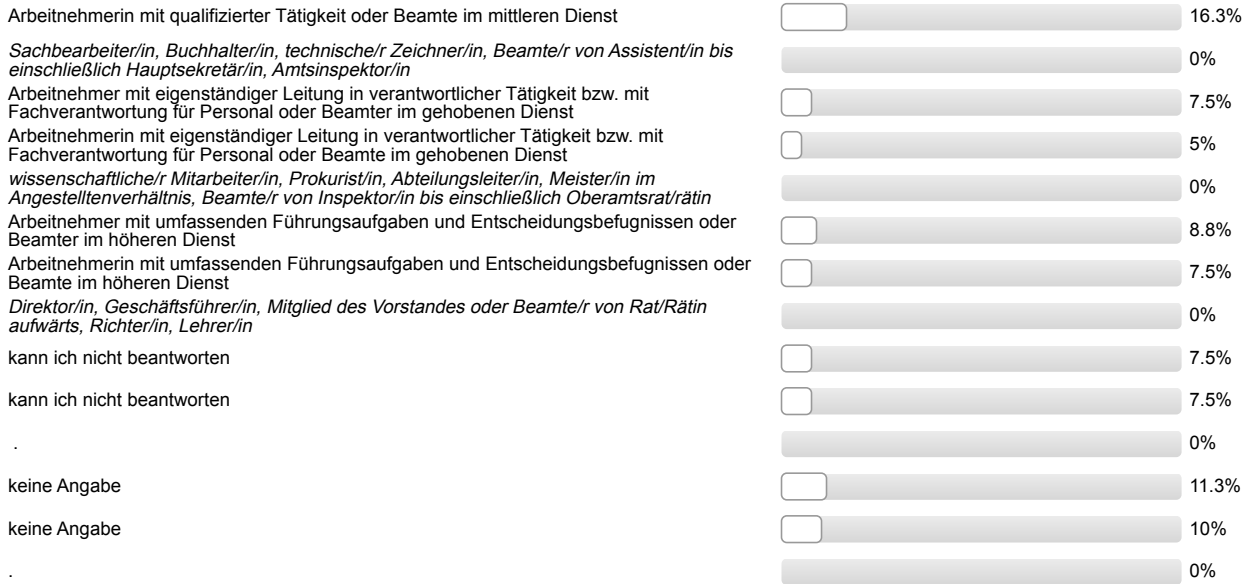 Arbeitnehmerin mit qualifizierter Tätigkeit oder Beamte im mittleren Dienst 16.3%
Sachbearbeiter/in, Buchhalter/in, technische/r Zeichner/in, Beamte/r von Assistent/in bis
einschließlich Hauptsekretär/in, Amtsinspektor/in 0%
Arbeitnehmer mit eigenständiger Leitung in verantwortlicher Tätigkeit bzw. mit
Fachverantwortung für Personal oder Beamter im gehobenen Dienst 7.5%
Arbeitnehmerin mit eigenständiger Leitung in verantwortlicher Tätigkeit bzw. mit
Fachverantwortung für Personal oder Beamte im gehobenen Dienst 5%
wissenschaftliche/r Mitarbeiter/in, Prokurist/in, Abteilungsleiter/in, Meister/in im
Angestelltenverhältnis, Beamte/r von Inspektor/in bis einschließlich Oberamtsrat/rätin 0%
Arbeitnehmer mit umfassenden Führungsaufgaben und Entscheidungsbefugnissen oder
Beamter im höheren Dienst 8.8%
Arbeitnehmerin mit umfassenden Führungsaufgaben und Entscheidungsbefugnissen oder
Beamte im höheren Dienst 7.5%
Direktor/in, Geschäftsführer/in, Mitglied des Vorstandes oder Beamte/r von Rat/Rätin
aufwärts, Richter/in, Lehrer/in 0%
kann ich nicht beantworten 7.5%
kann ich nicht beantworten 7.5%
. 0%
keine Angabe 11.3%
keine Angabe 10%
. 0%